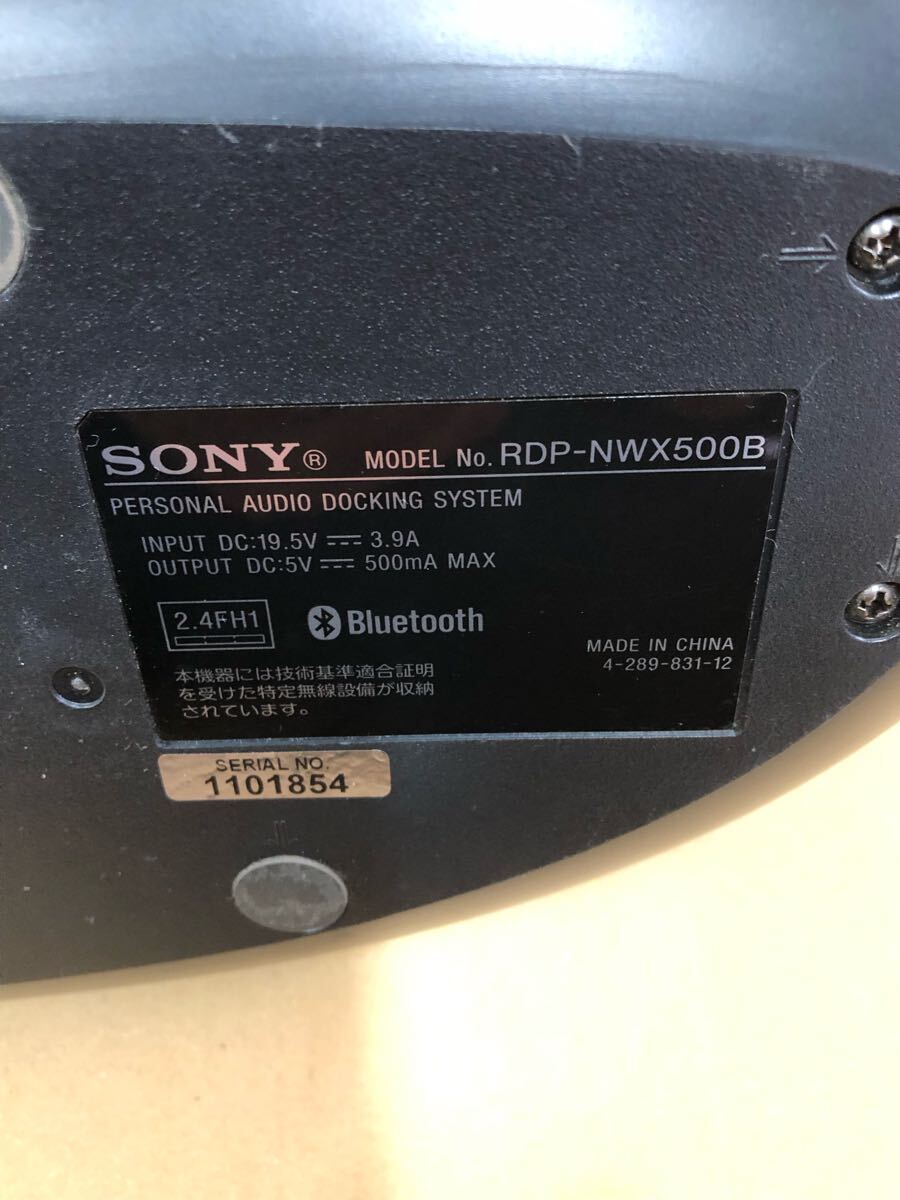 SONY® MODEL No. RDP-NWX500B
PERSONAL AUDIO DOCKING SYSTEM
INPUT DC:19.5V ⎓ 3.9A
OUTPUT DC:5V ⎓ 500mA MAX
2.4FH1
Bluetooth
MADE IN CHINA
4-289-831-12
本機器には技術基準適合証明
を受けた特定無線設備が収納
されています。
SERIAL NO.
1101854